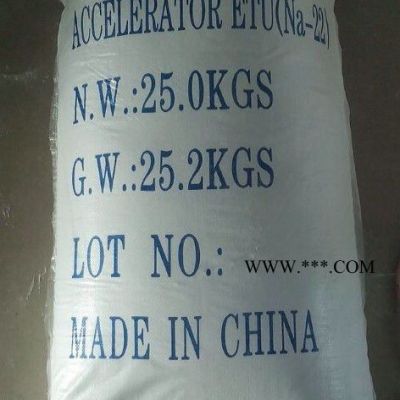 ACCELERATOR ETU(Na-22)
N.W.:25.0KGS
G.W.:25.2KGS
LOT NO.:
WWW.***.COM
MADE IN CHINA